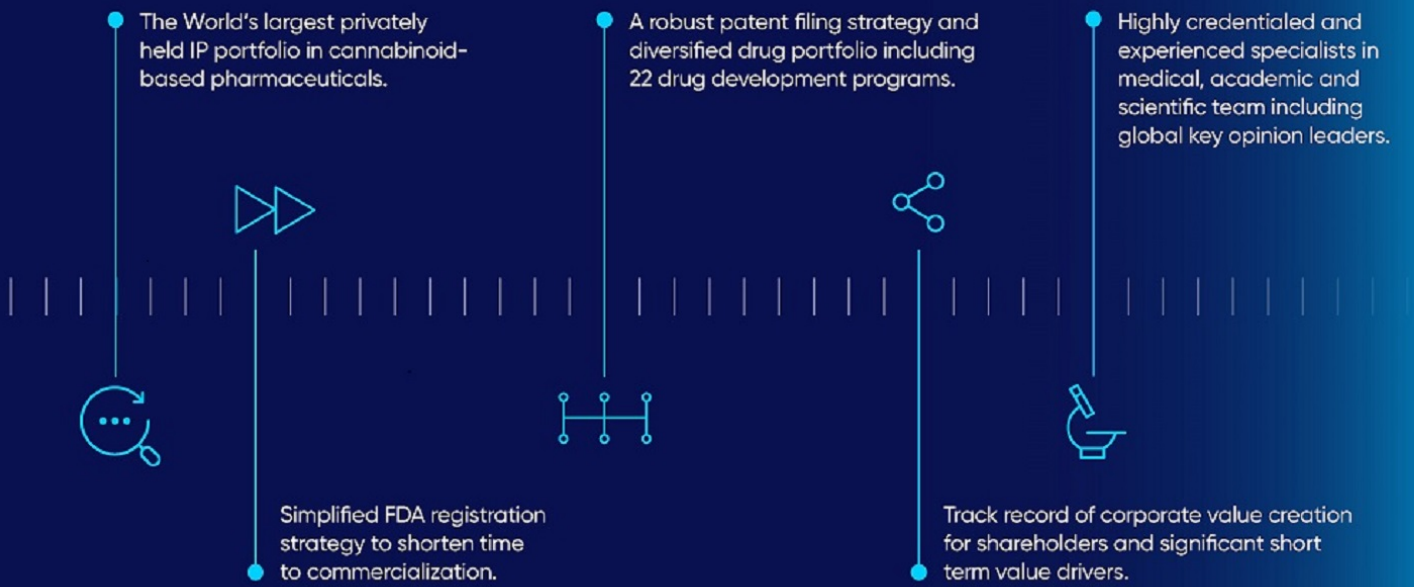 The World's largest privately
held IP portfolio in cannabinoid-
based pharmaceuticals.
A robust patent filing strategy and
diversified drug portfolio including
22 drug development programs.
Highly credentialed and
experienced specialists in
medical, academic and
scientific team including
global key opinion leaders.
Simplified FDA registration
strategy to shorten time
to commercialization.
Track record of corporate value creation
for shareholders and significant short
term value drivers.